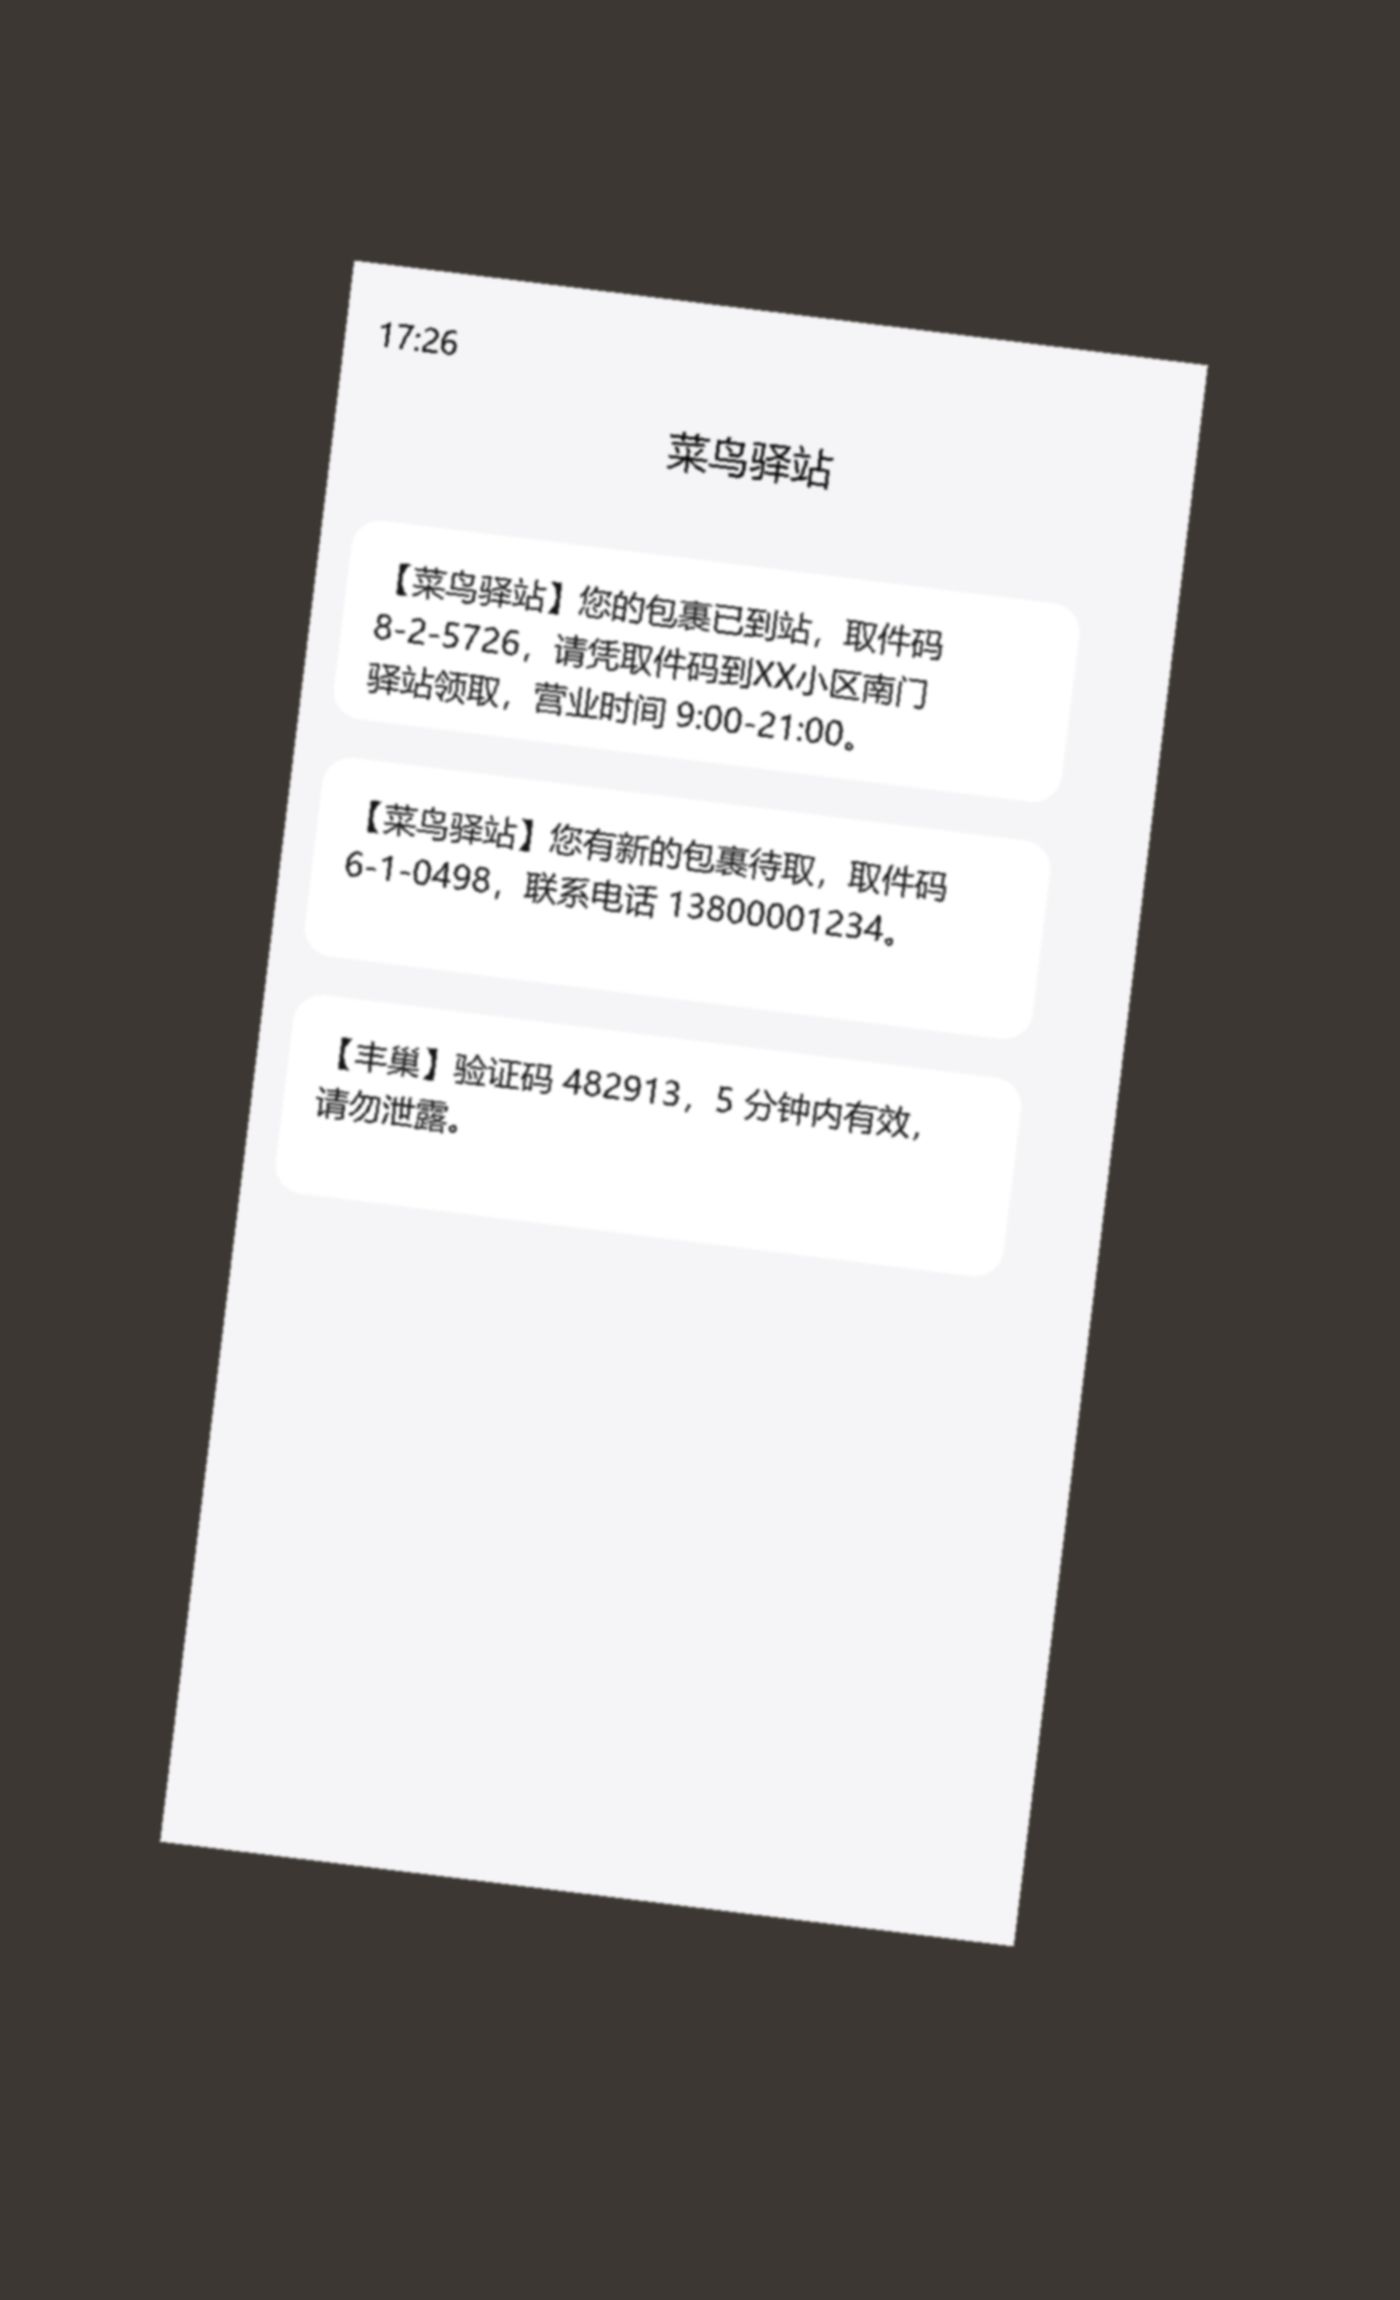 17:26
菜鸟驿站
【菜鸟驿站】您的包裹已到站，取件码
8-2-5726，请凭取件码到XX小区南门
驿站领取，营业时间 9:00-21:00。
【菜鸟驿站】您有新的包裹待取，取件码
6-1-0498，联系电话 13800001234。
【丰巢】验证码 482913，5 分钟内有效，
请勿泄露。